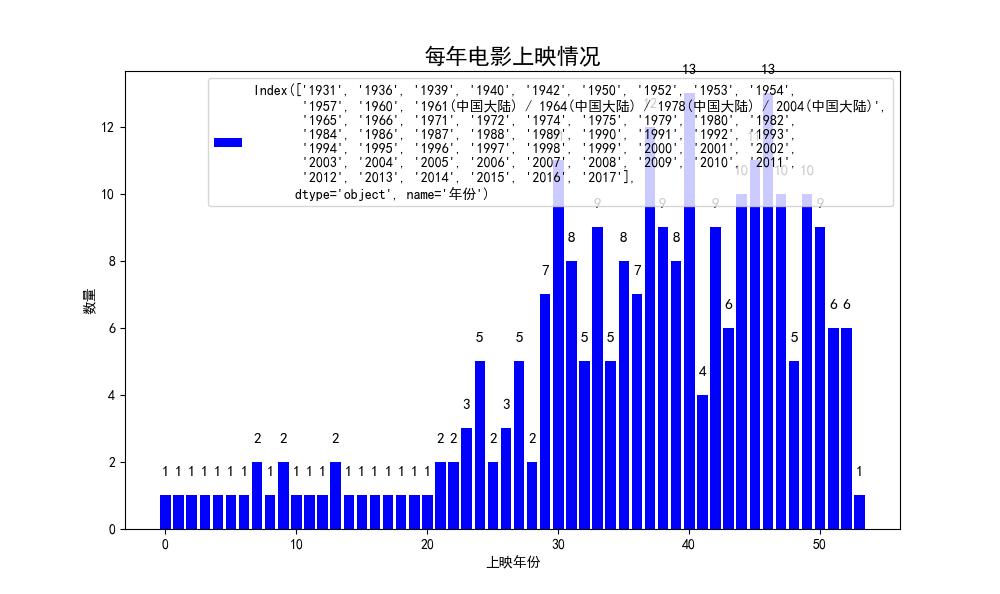 每年电影上映情况
Index(['1931', '1936', '1939', '1940', '1942', '1950', '1952', '1953', '1954',
'1957', '1960', '1961(中国大陆) / 1964(中国大陆) / 1978(中国大陆) / 2004(中国大陆)',
'1965', '1966', '1971', '1972', '1974', '1975', '1979', '1980', '1982',
'1984', '1986', '1987', '1988', '1989', '1990', '1991', '1992', '1993',
'1994', '1995', '1996', '1997', '1998', '1999', '2000', '2001', '2002',
'2003', '2004', '2005', '2006', '2007', '2008', '2009', '2010', '2011',
'2012', '2013', '2014', '2015', '2016', '2017'],
dtype='object', name='年份')
数量
12
10
8
6
4
2
0
1 1 1 1 1 1 1 2 1 2 1 1 1 2 1 1 1 1 1 1 1 2 2 3 5 2 3 5 2 7 8 5 9 5 8 7 12 9 8 13 4 9 6 10 13 10 5 10 9 6 6 1
0 10 20 30 40 50
上映年份